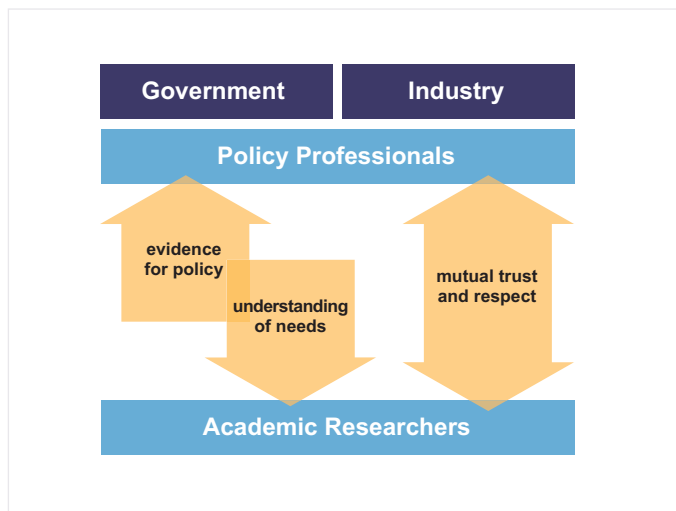 Government
Industry
Policy Professionals
evidence
for policy
understanding
of needs
mutual trust
and respect
Academic Researchers